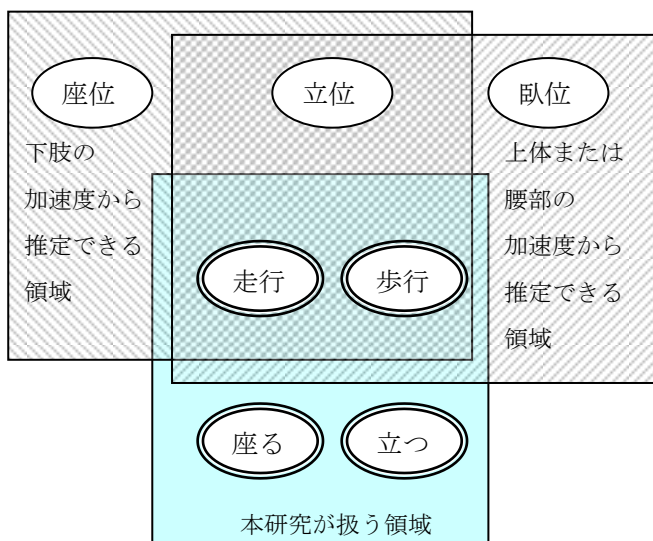 座位
立位
臥位
下肢の
加速度から
推定できる
領域
上体または
腰部の
加速度から
推定できる
領域
走行
歩行
座る
立つ
本研究が扱う領域